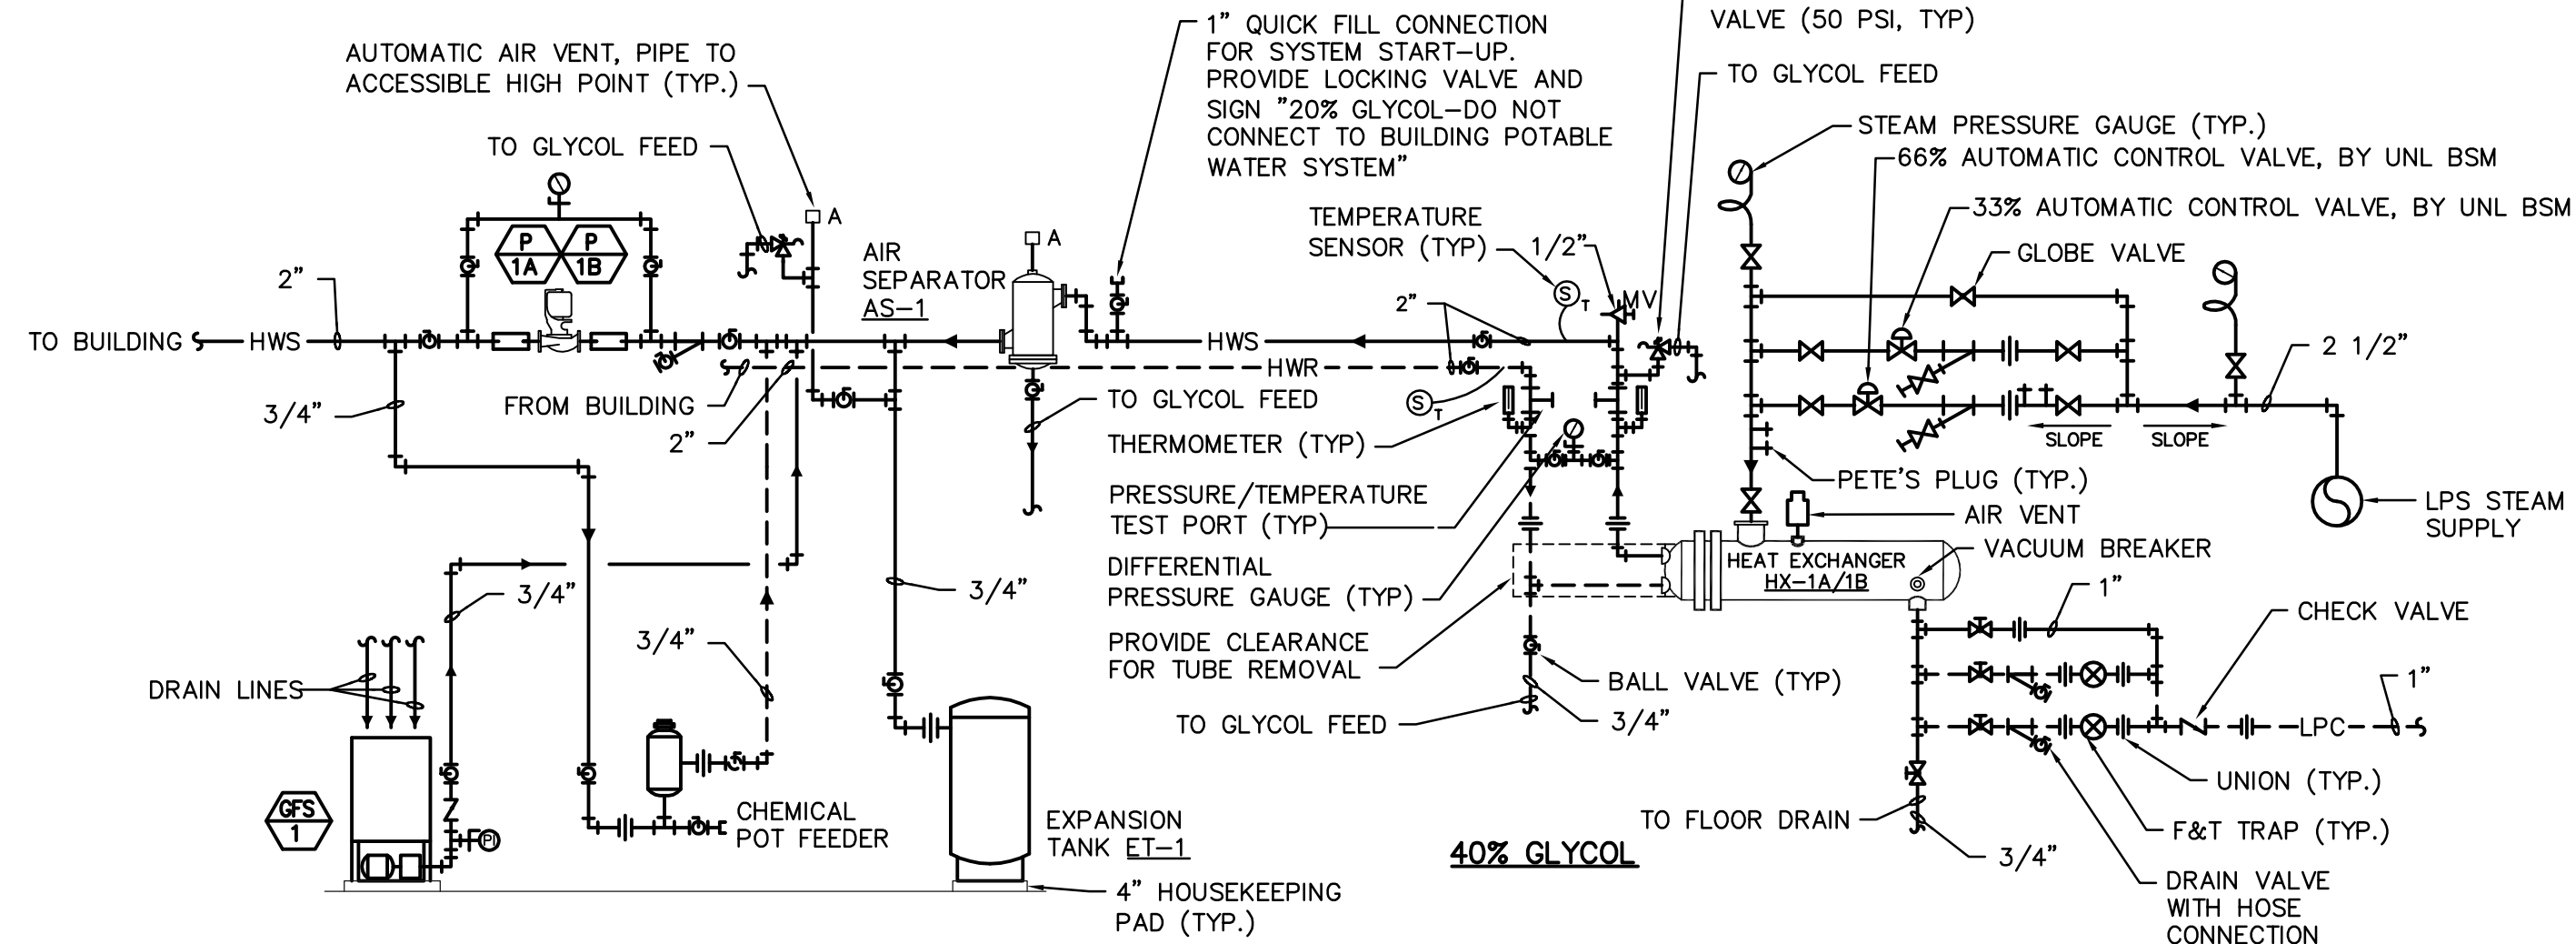 VALVE (50 PSI, TYP)
1" QUICK FILL CONNECTION
FOR SYSTEM START-UP.
PROVIDE LOCKING VALVE AND
SIGN "20% GLYCOL-DO NOT
CONNECT TO BUILDING POTABLE
WATER SYSTEM"
AUTOMATIC AIR VENT, PIPE TO
ACCESSIBLE HIGH POINT (TYP.)
TO GLYCOL FEED
TO GLYCOL FEED
STEAM PRESSURE GAUGE (TYP.)
66% AUTOMATIC CONTROL VALVE, BY UNL BSM
33% AUTOMATIC CONTROL VALVE, BY UNL BSM
GLOBE VALVE
P
1A
P
1B
A
A
AIR
SEPARATOR
AS-1
TEMPERATURE
SENSOR (TYP)
1/2"
S
T
MV
2"
2"
TO BUILDING
HWS
HWS
HWR
2 1/2"
3/4"
FROM BUILDING
2"
TO GLYCOL FEED
S
T
THERMOMETER (TYP)
SLOPE
SLOPE
PETE'S PLUG (TYP.)
PRESSURE/TEMPERATURE
TEST PORT (TYP)
AIR VENT
LPS STEAM
SUPPLY
VACUUM BREAKER
HEAT EXCHANGER
HX-1A/1B
DIFFERENTIAL
PRESSURE GAUGE (TYP)
3/4"
3/4"
1"
CHECK VALVE
3/4"
PROVIDE CLEARANCE
FOR TUBE REMOVAL
DRAIN LINES
BALL VALVE (TYP)
1"
TO GLYCOL FEED
3/4"
LPC
UNION (TYP.)
GFS
1
PI
CHEMICAL
POT FEEDER
EXPANSION
TANK ET-1
TO FLOOR DRAIN
F&T TRAP (TYP.)
40% GLYCOL
3/4"
4" HOUSEKEEPING
PAD (TYP.)
DRAIN VALVE
WITH HOSE
CONNECTION